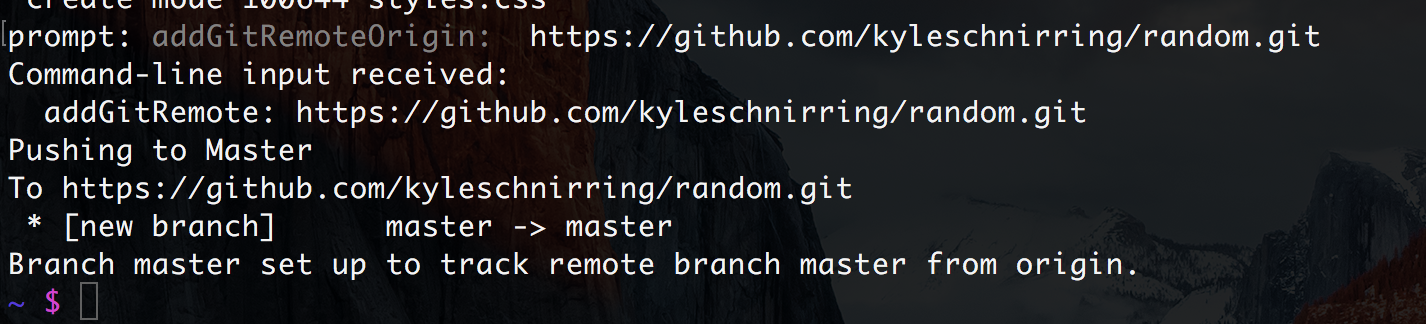 create mode 100644 styles.css
prompt: addGitRemoteOrigin:  https://github.com/kyleschnirring/random.git
Command-line input received:
  addGitRemote: https://github.com/kyleschnirring/random.git
Pushing to Master
To https://github.com/kyleschnirring/random.git
 * [new branch]      master -> master
Branch master set up to track remote branch master from origin.
~ $